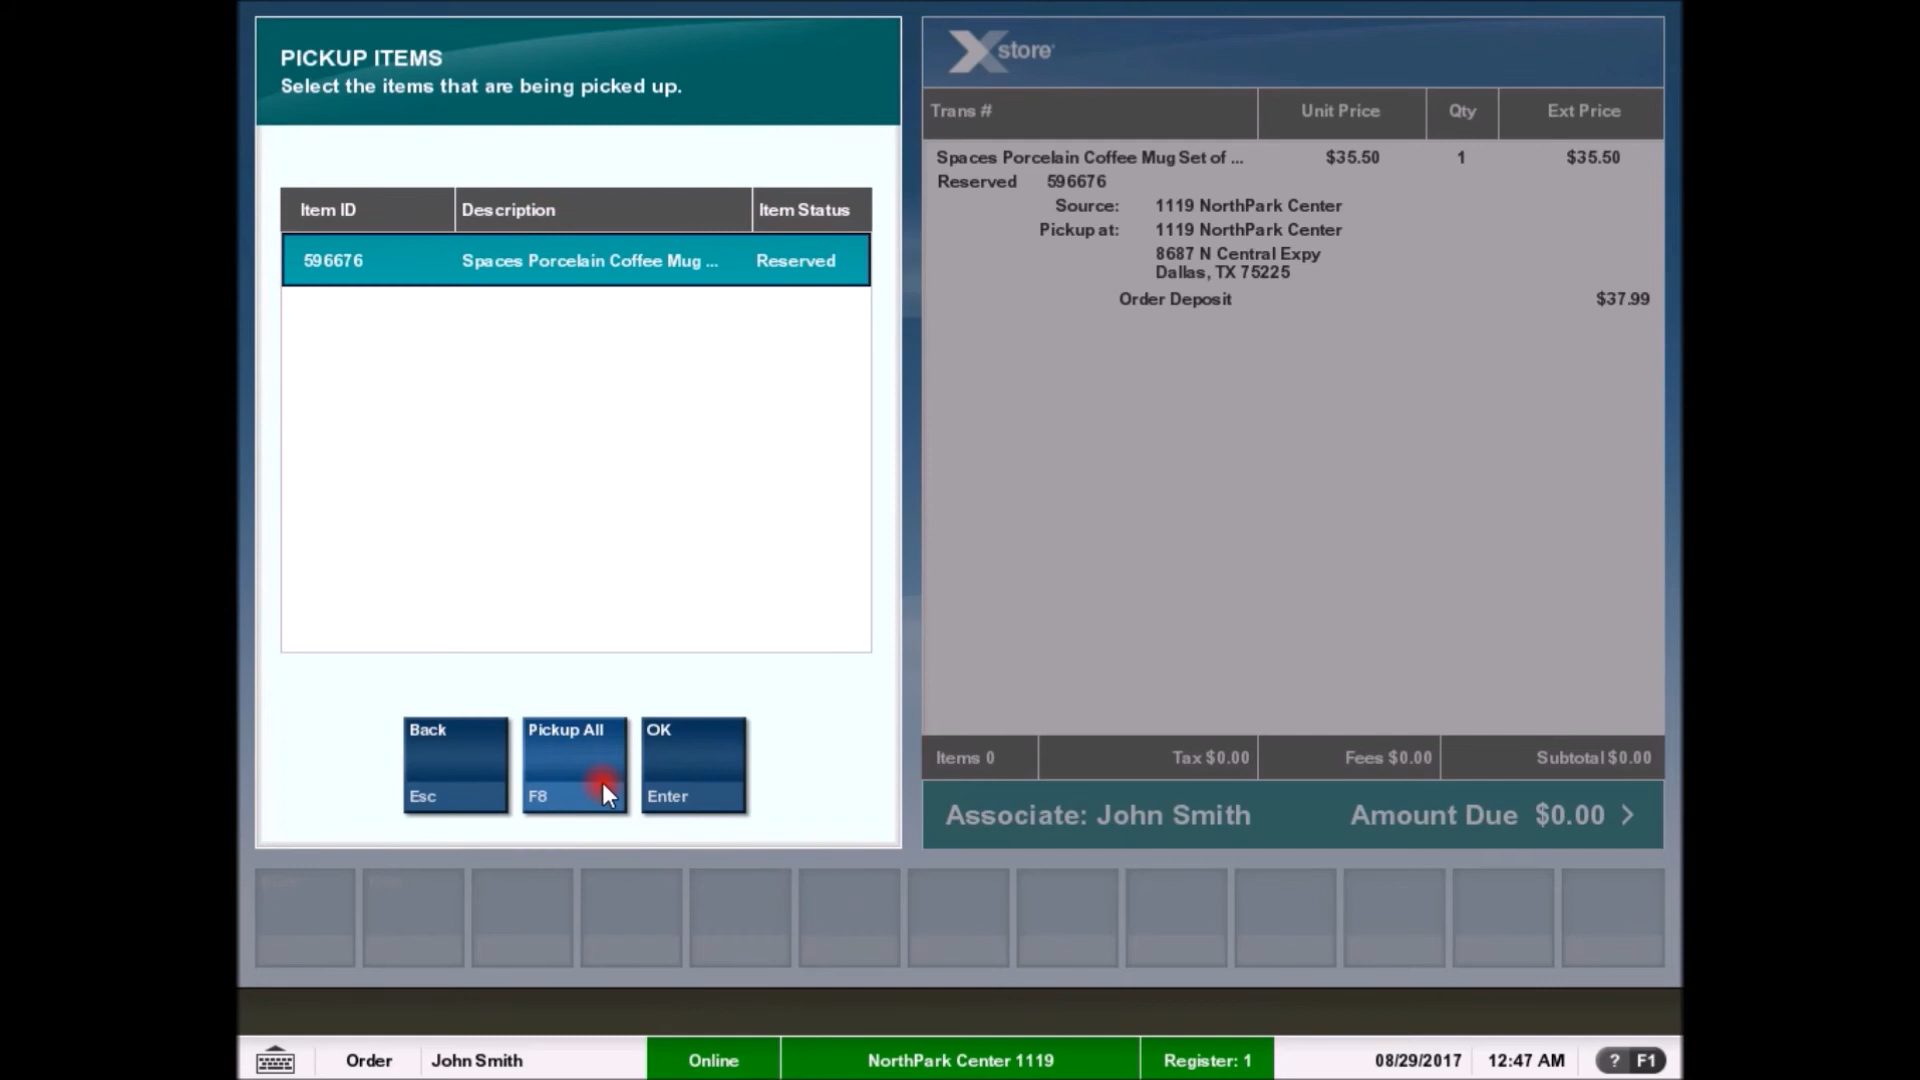 PICKUP ITEMS
Select the items that are being picked up.
Item ID Description Item Status
596676 Spaces Porcelain Coffee Mug ... Reserved
Back
Esc
Pickup All
F8
OK
Enter
Xstore
Trans # Unit Price Qty Ext Price
Spaces Porcelain Coffee Mug Set of ... $35.50 1 $35.50
Reserved 596676
Source: 1119 NorthPark Center
Pickup at: 1119 NorthPark Center
8687 N Central Expy
Dallas, TX 75225
Order Deposit $37.99
Items 0 Tax $0.00 Fees $0.00 Subtotal $0.00
Associate: John Smith Amount Due $0.00 >
Order John Smith Online NorthPark Center 1119 Register: 1 08/29/2017 12:47 AM ? F1